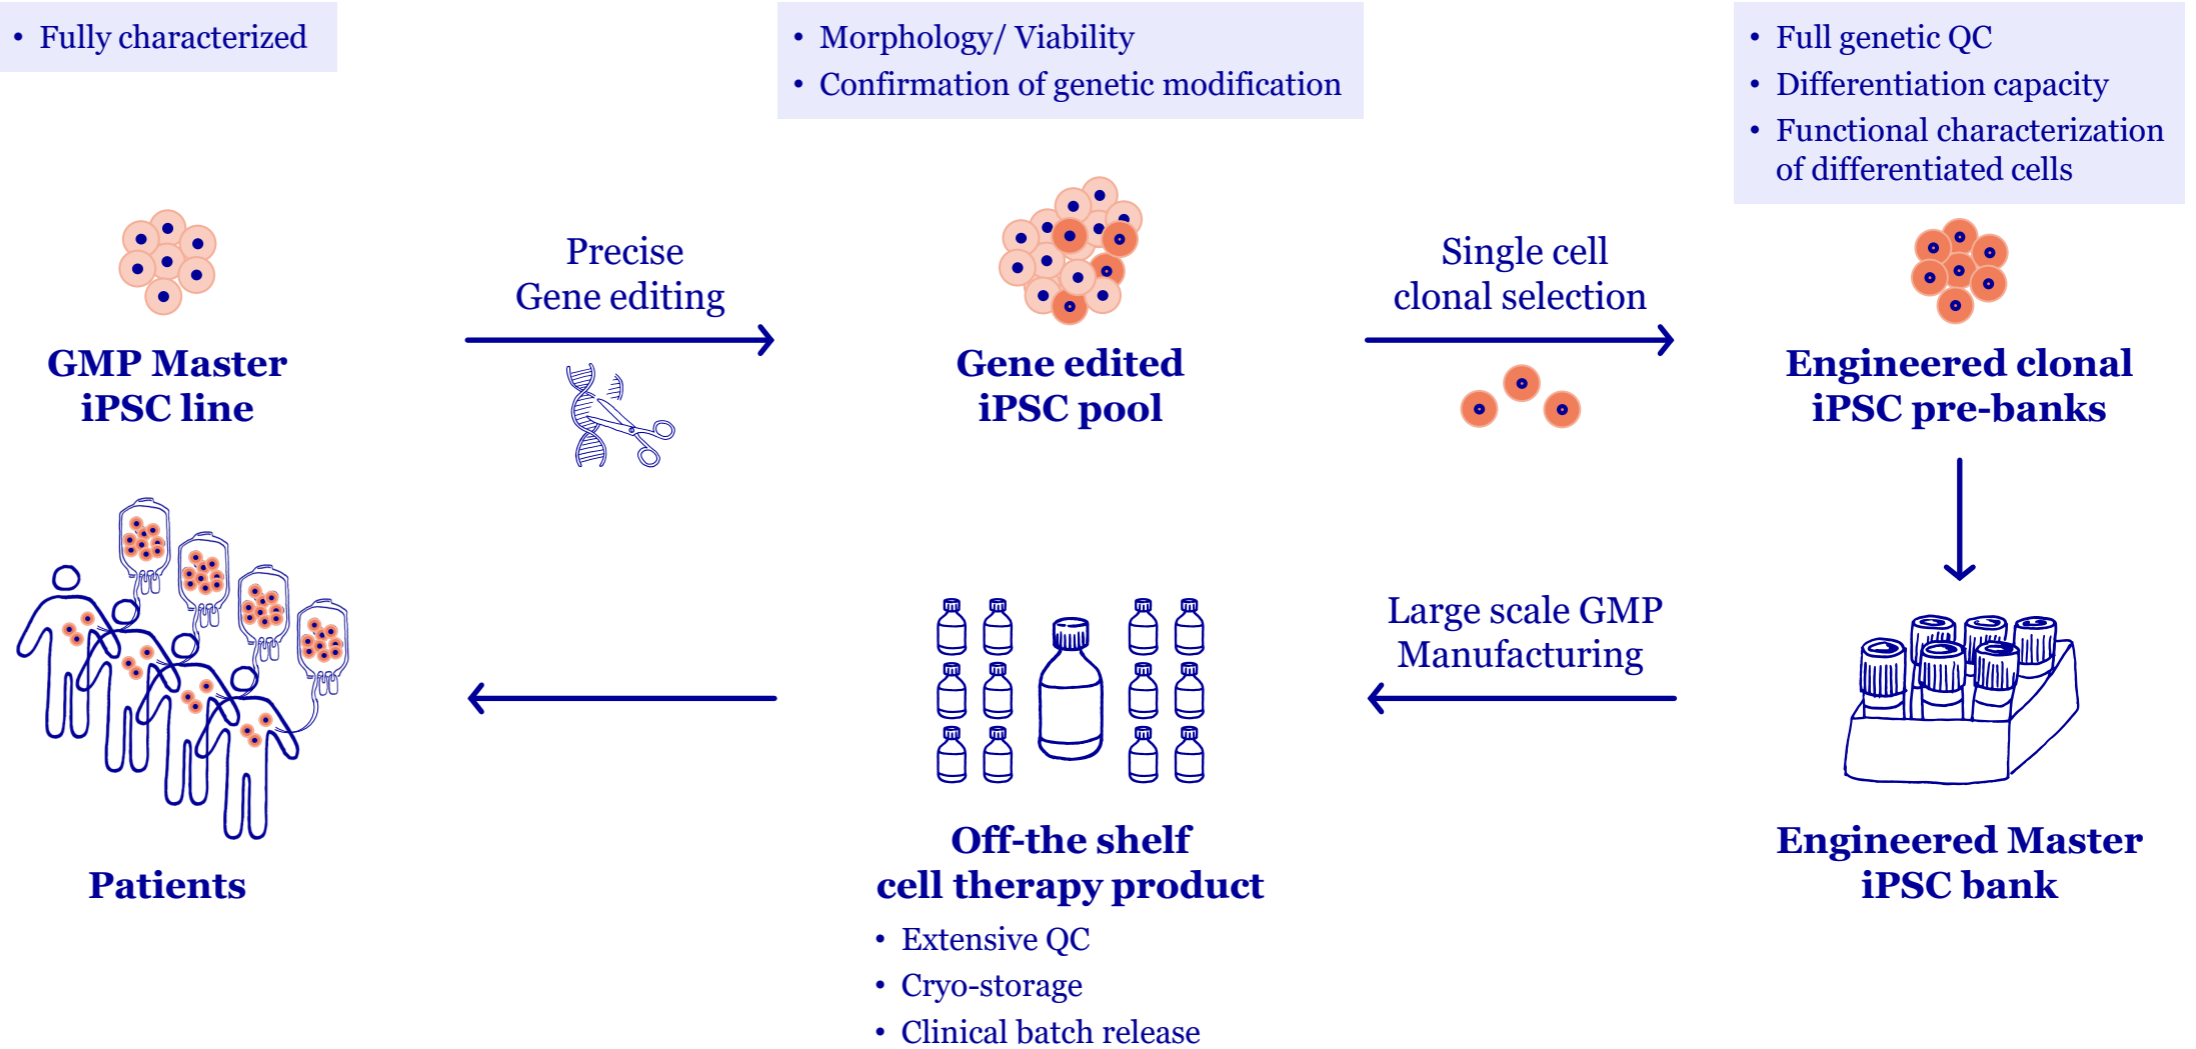 • Fully characterized
• Morphology/ Viability
• Confirmation of genetic modification
• Full genetic QC
• Differentiation capacity
• Functional characterization
of differentiated cells
GMP Master
iPSC line
Precise
Gene editing
Gene edited
iPSC pool
Single cell
clonal selection
Engineered clonal
iPSC pre-banks
Patients
Off-the shelf
cell therapy product
• Extensive QC
• Cryo-storage
• Clinical batch release
Large scale GMP
Manufacturing
Engineered Master
iPSC bank